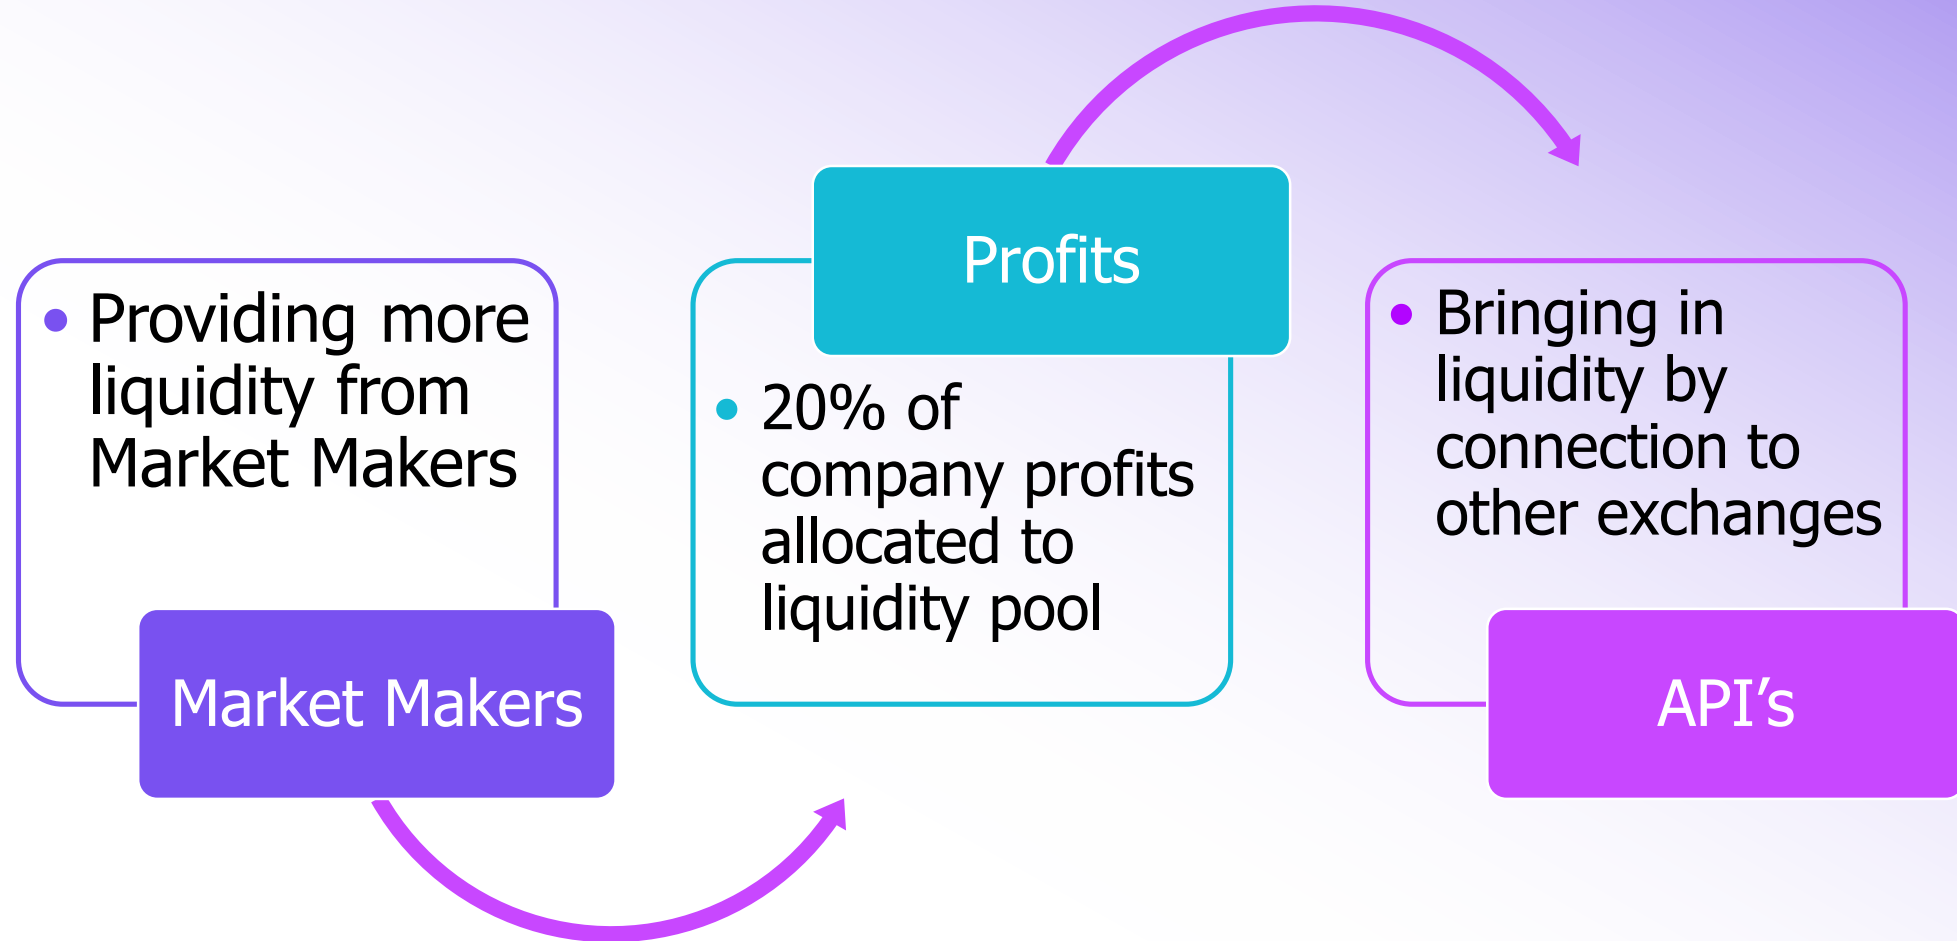 Providing more
liquidity from
Market Makers
Market Makers
Profits
20% of
company profits
allocated to
liquidity pool
Bringing in
liquidity by
connection to
other exchanges
API’s